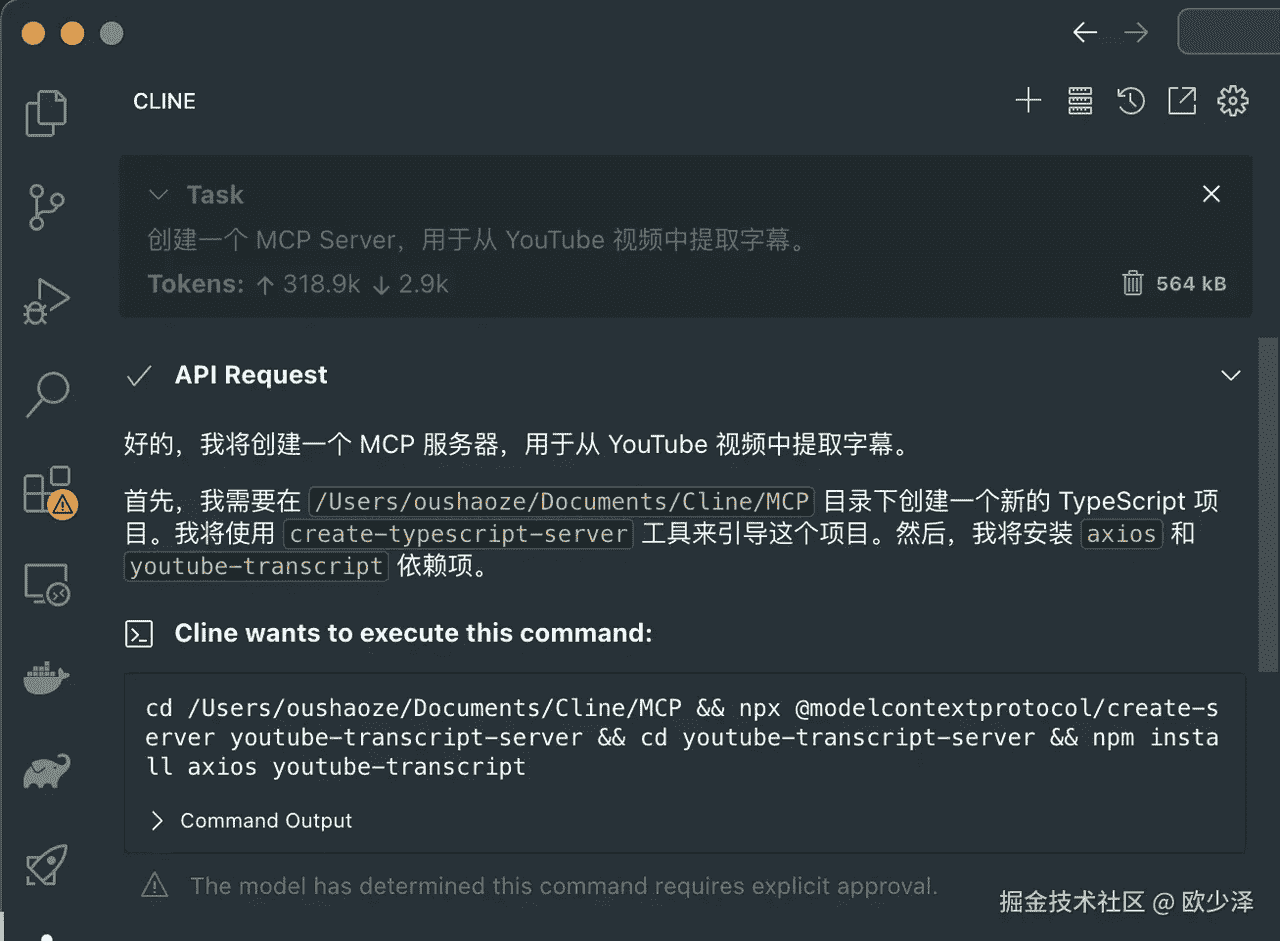 CLINE
Task
创建一个 MCP Server，用于从 YouTube 视频中提取字幕。
Tokens: ↑ 318.9k ↓ 2.9k
564 kB
API Request
好的，我将创建一个 MCP 服务器，用于从 YouTube 视频中提取字幕。
首先，我需要在 /Users/oushaoze/Documents/Cline/MCP 目录下创建一个新的 TypeScript 项
目。我将使用 create-typescript-server 工具来引导这个项目。然后，我将安装 axios 和
youtube-transcript 依赖项。
Cline wants to execute this command:
cd /Users/oushaoze/Documents/Cline/MCP && npx @modelcontextprotocol/create-s
erver youtube-transcript-server && cd youtube-transcript-server && npm insta
ll axios youtube-transcript
Command Output
The model has determined this command requires explicit approval.
掘金技术社区 @ 欧少泽